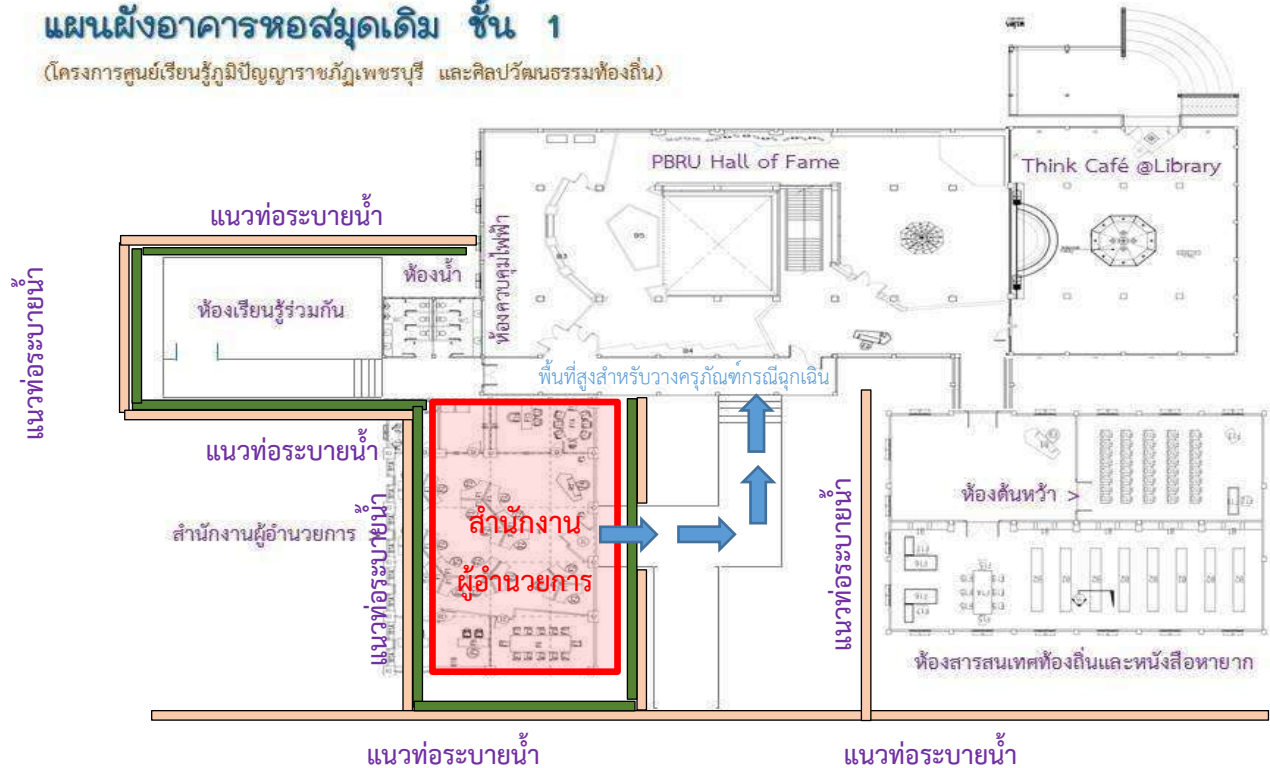 แผนผังอาคารหอสมุดเดิม ชั้น 1
(โครงการศูนย์เรียนรู้ภูมิปัญญาราชภัฏเพชรบุรี และศิลปวัฒนธรรมท้องถิ่น)
PBRU Hall of Fame
Think Café @Library
แนวท่อระบายน้ำ
แนวท่อระบายน้ำ
ห้องน้ำ
ห้องควบคุมไฟฟ้า
ห้องเรียนรู้ร่วมกัน
พื้นที่สูงสำหรับวางครุภัณฑ์กรณีฉุกเฉิน
แนวท่อระบายน้ำ
แนวท่อระบายน้ำ
สำนักงานผู้อำนวยการ
สำนักงาน
ผู้อำนวยการ
แนวท่อระบายน้ำ
ห้องต้นหว้า >
ห้องสารสนเทศท้องถิ่นและหนังสือหายาก
แนวท่อระบายน้ำ
แนวท่อระบายน้ำ